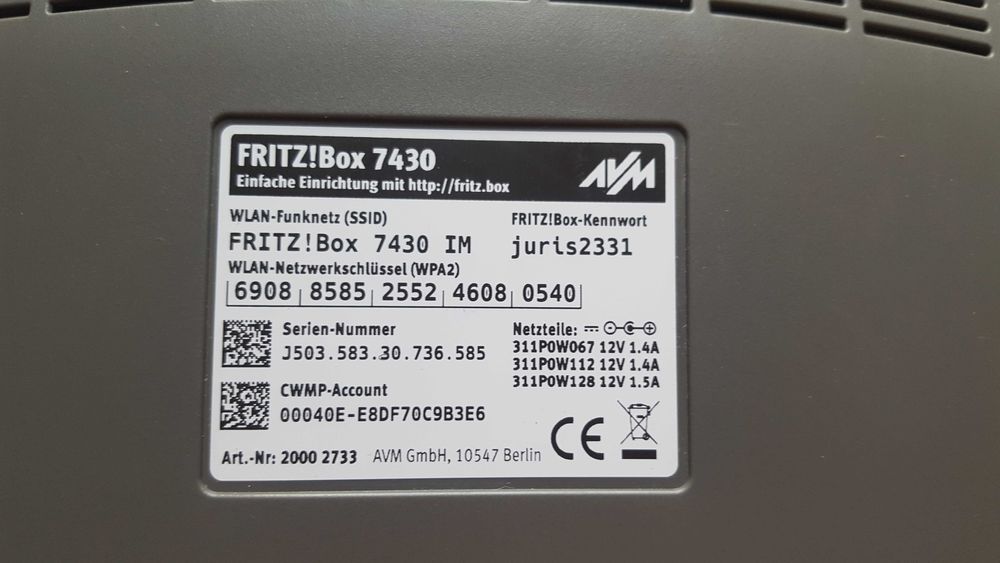 FRITZ!Box 7430
Einfache Einrichtung mit http://fritz.box
AVM
WLAN-Funknetz (SSID)
FRITZ!Box 7430 IM
FRITZ!Box-Kennwort
juris2331
WLAN-Netzwerkschlüssel (WPA2)
6908 8585 2552 4608 0540
Serien-Nummer
J503.583.30.736.585
CWMP-Account
00040E-E8DF70C9B3E6
Netzteile:
311P0W067 12V 1.4A
311P0W112 12V 1.4A
311P0W128 12V 1.5A
CE
Art.-Nr: 2000 2733 AVM GmbH, 10547 Berlin